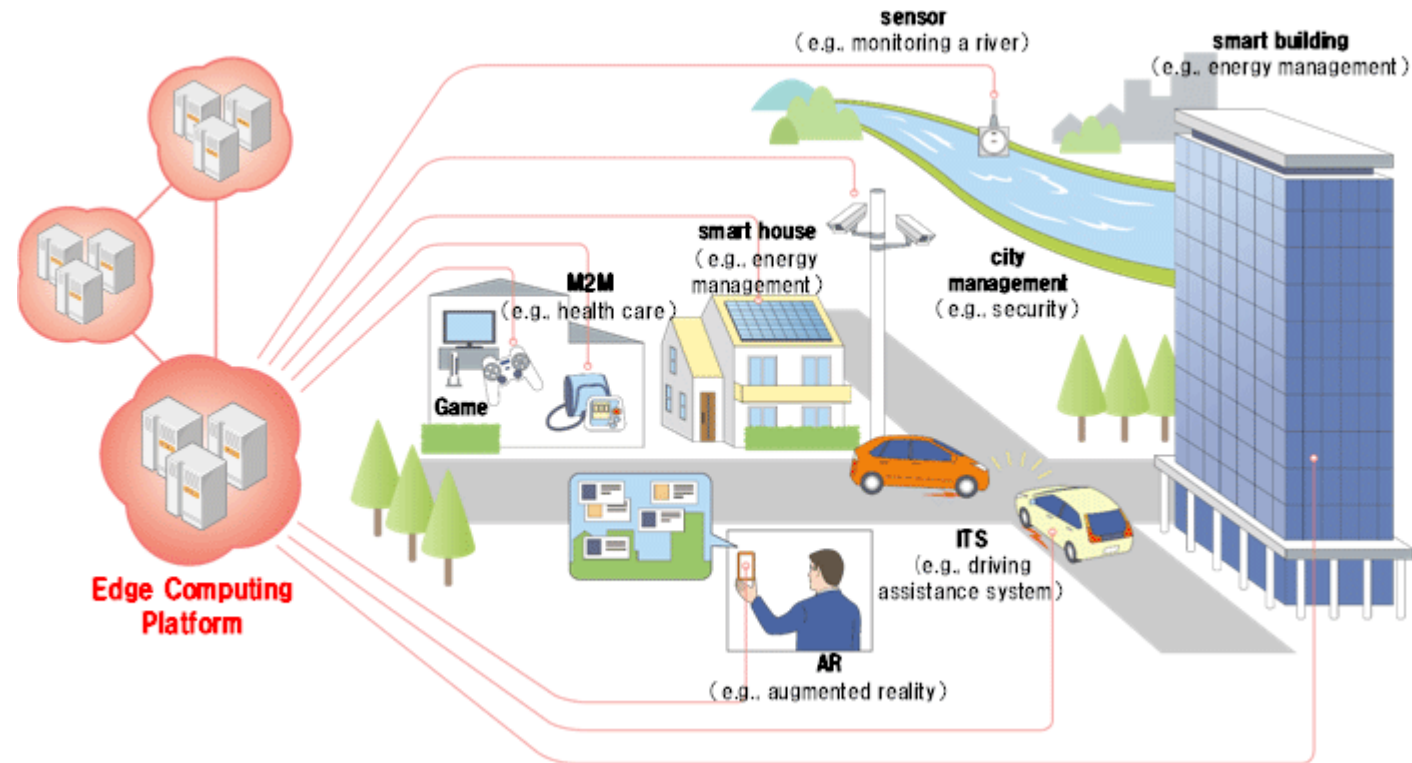 sensor
(e.g., monitoring a river)
smart building
(e.g., energy management)
smart house
(e.g., energy
management)
city
management
(e.g., security)
M2M
(e.g., health care)
Game
ITS
(e.g., driving
assistance system)
Edge Computing
Platform
AR
(e.g., augmented reality)